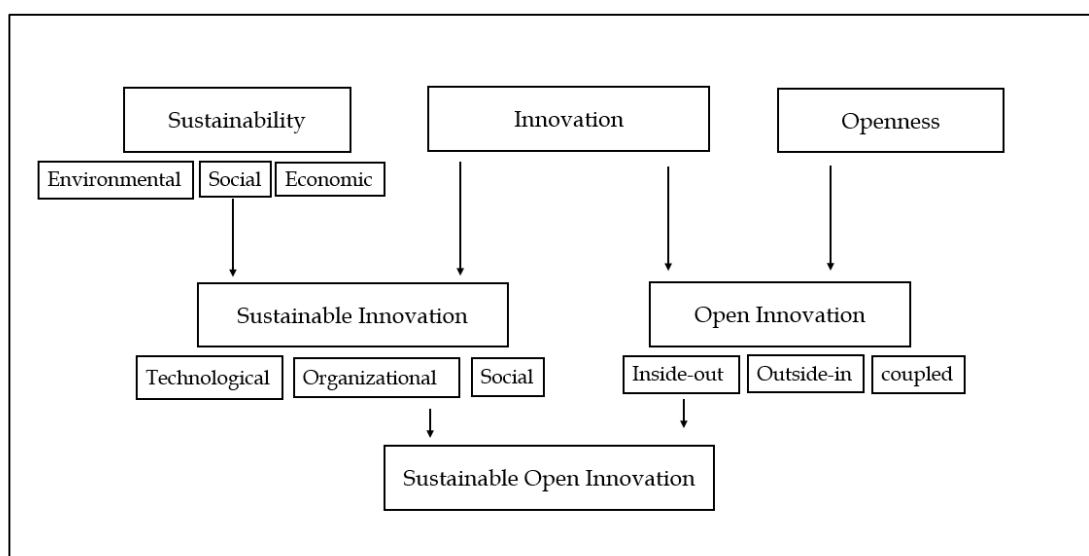 Sustainability
Innovation
Openness
Environmental
Social
Economic
Sustainable Innovation
Open Innovation
Technological
Organizational
Social
Inside-out
Outside-in
coupled
Sustainable Open Innovation